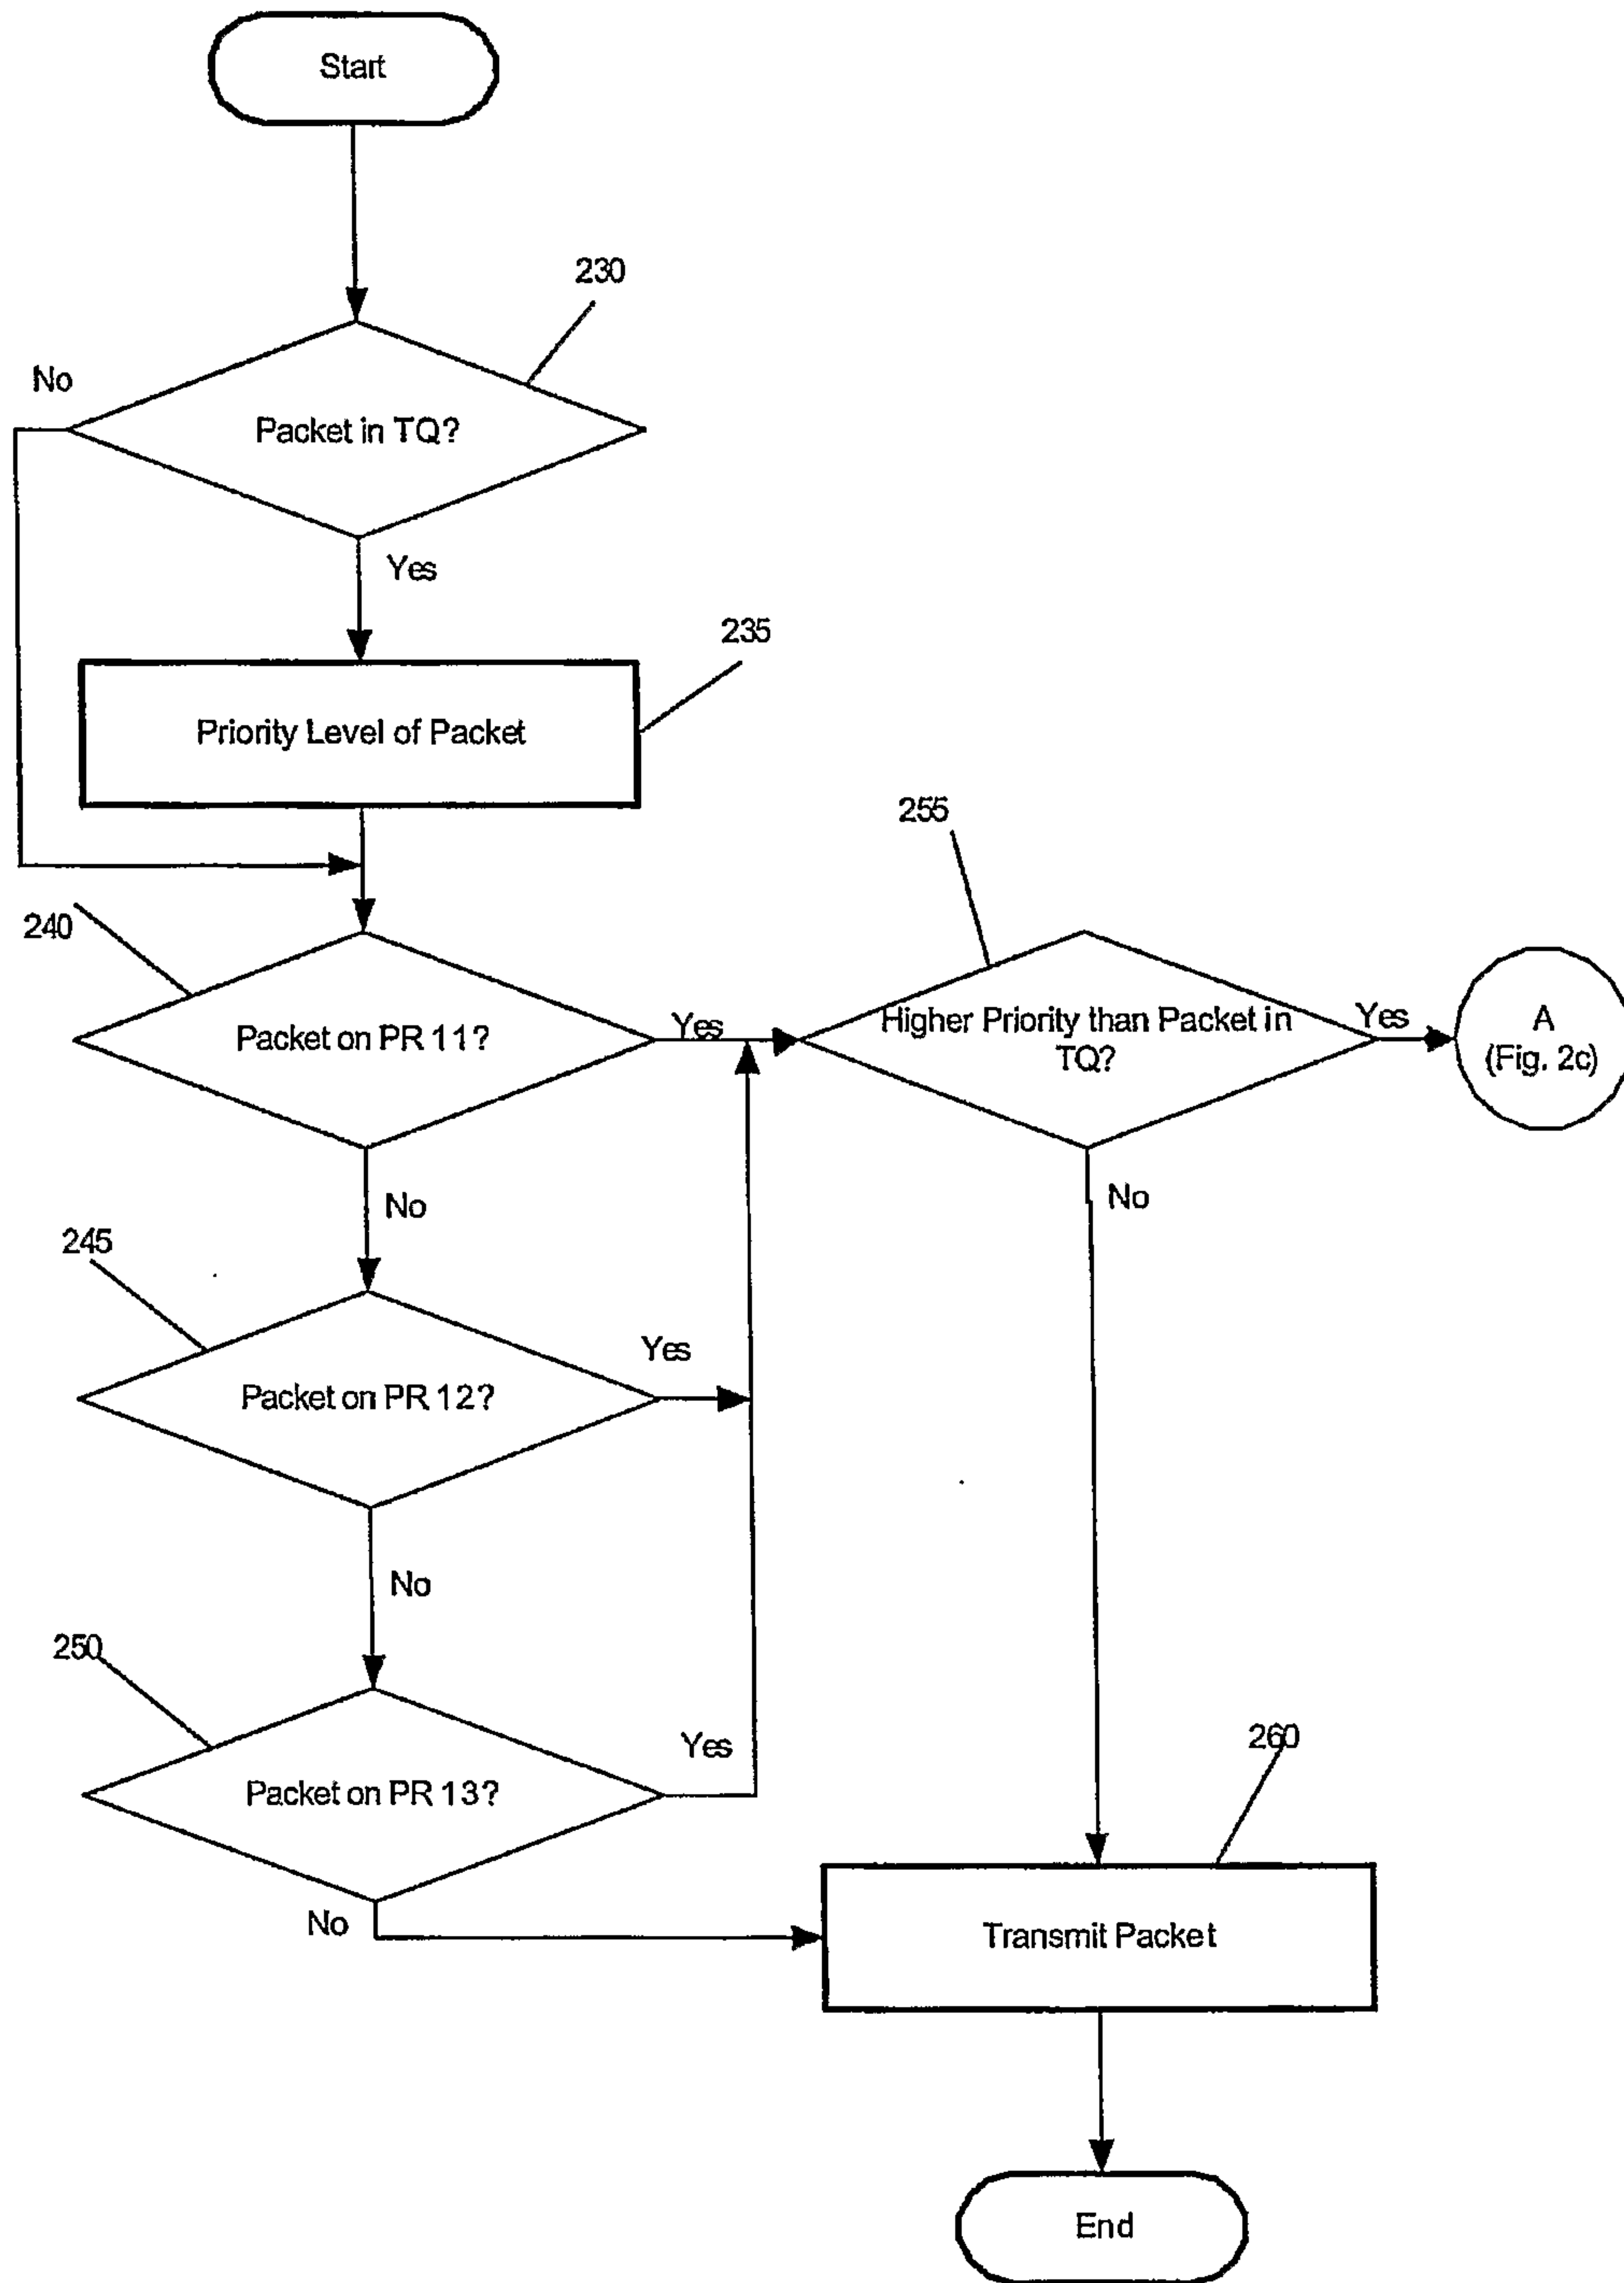 Start
230
No
Packet in TQ?
Yes
235
Priority Level of Packet
255
240
Packet on PR 11?
Yes
Higher Priority than Packet in
TQ?
Yes
A
(Fig. 2c)
No
No
245
Yes
Packet on PR 12?
No
250
Yes
Packet on PR 13?
260
No
Transmit Packet
End